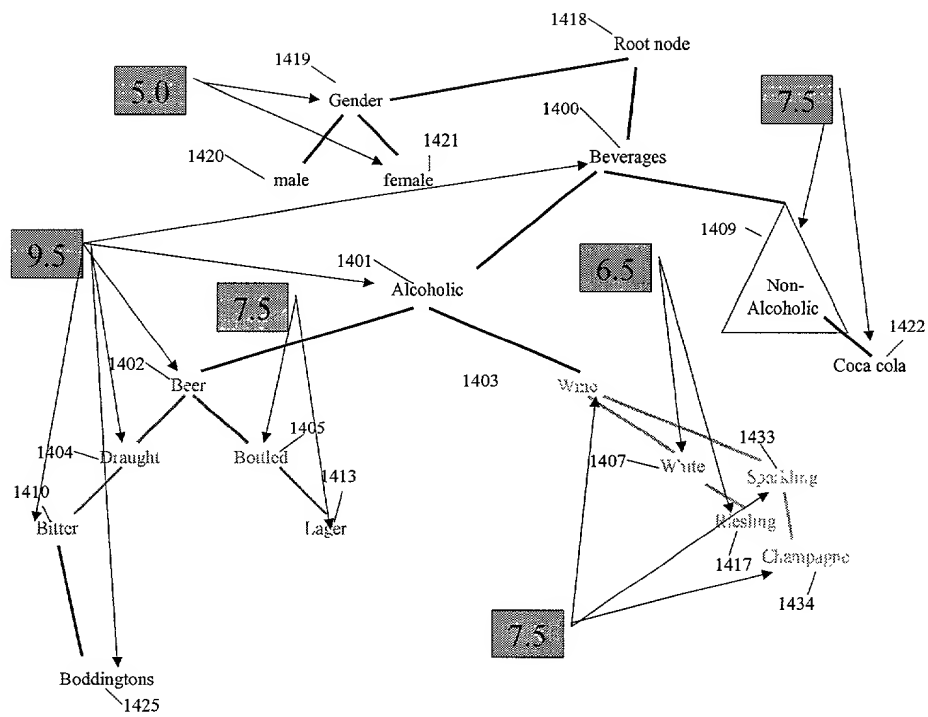 1418
Root node
1419
5.0
Gender
1400
7.5
1420
male
1421
female
Beverages
1409
9.5
1401
Alcoholic
7.5
6.5
Non-
Alcoholic
1422
Coca cola
1402
Beer
1403
Wine
1404
Draught
1405
Bottled
1407
White
1433
Sparkling
1410
Bitter
1413
Lager
Riesling
1417
Champagne
1434
7.5
Boddingtons
1425